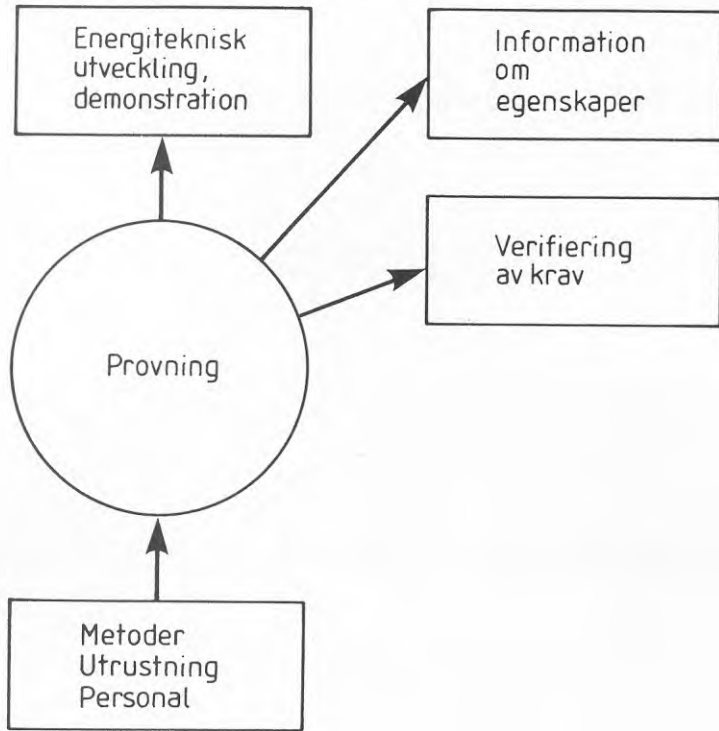 Energiteknisk
utveckling,
demonstration
Information
om
egenskaper
Verifiering
av krav
Provning
Metoder
Utrustning
Personal